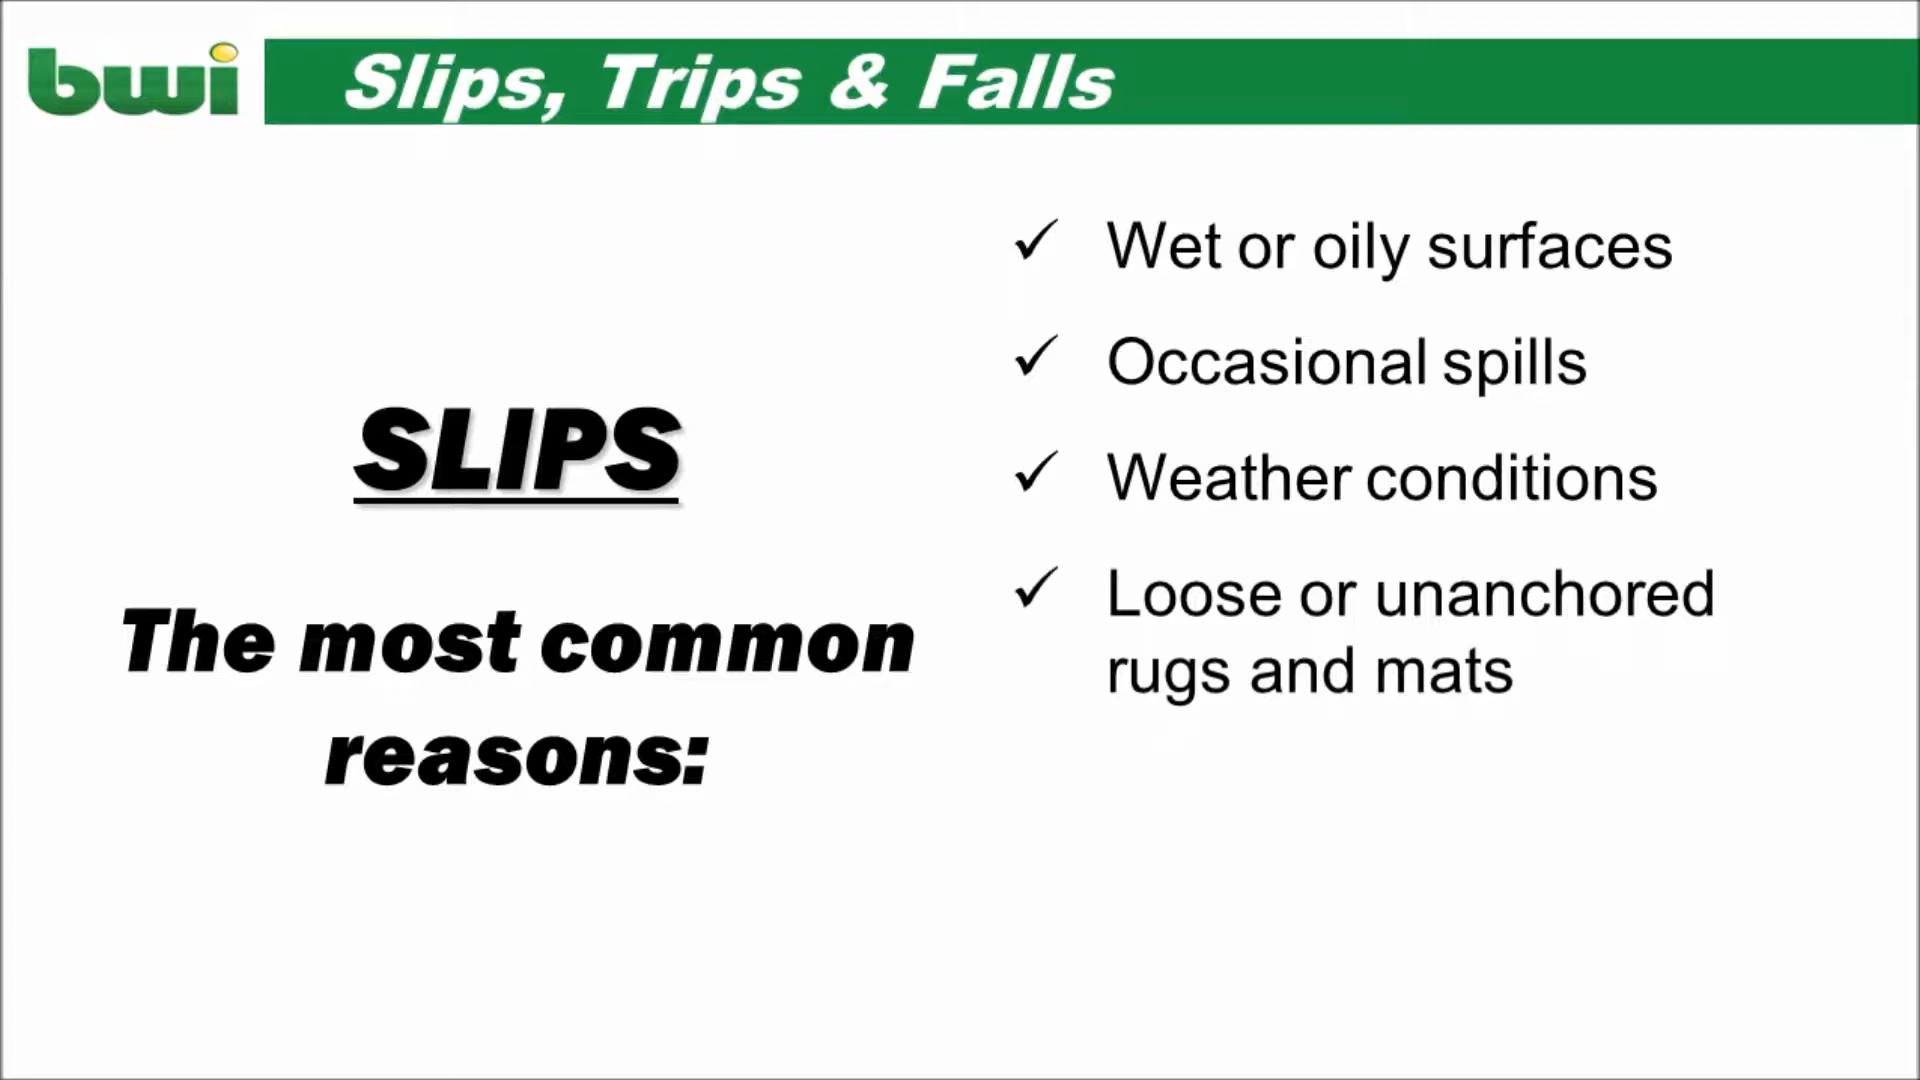 bwi
Slips, Trips & Falls
SLIPS
The most common
reasons:
✓ Wet or oily surfaces
✓ Occasional spills
✓ Weather conditions
✓ Loose or unanchored
rugs and mats